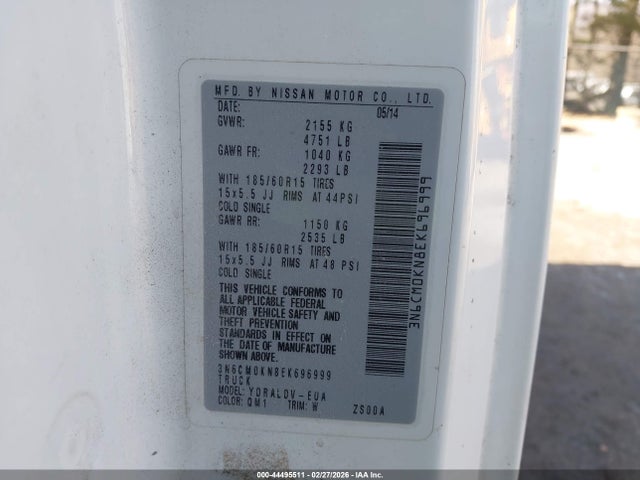 MFD. BY NISSAN MOTOR CO., LTD.
DATE: 05/14
GVWR: 2155 KG
4751 LB
GAWR FR: 1040 KG
2293 LB
WITH 185/60R15 TIRES
15x5.5 JJ RIMS AT 44PSI
COLD SINGLE
GAWR RR: 1150 KG
2535 LB
WITH 185/60R15 TIRES
15x5.5 JJ RIMS AT 48 PSI
COLD SINGLE
THIS VEHICLE CONFORMS TO
ALL APPLICABLE FEDERAL
MOTOR VEHICLE SAFETY AND
THEFT PREVENTION
STANDARDS IN EFFECT ON
THE DATE OF MANUFACTURE
SHOWN ABOVE.
3N6CM0KN8EK696999
TRUCK
MODEL: YDRALDV-EUA
COLOR: QM1 TRIM: W ZS00A
3N6CM0KN8EK696999
000-44495511 - 02/27/2026 - IAAI.COM